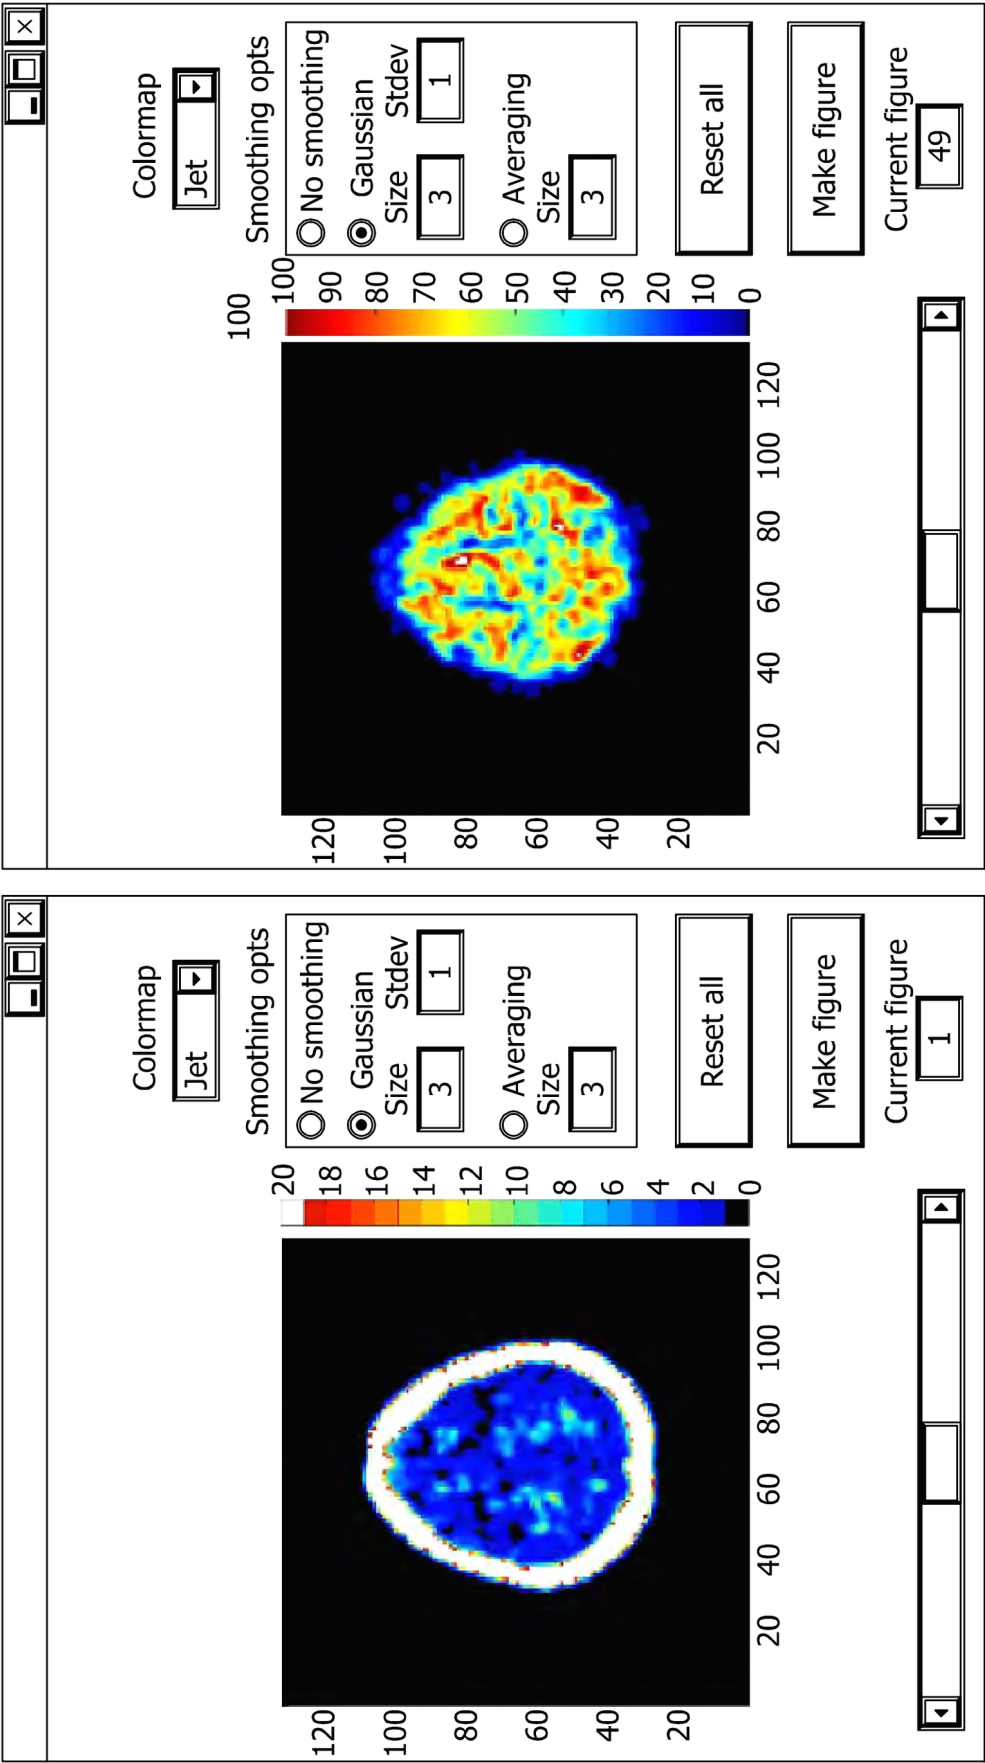 Colormap
Jet
Smoothing opts
No smoothing
Gaussian
Size Stdev
3 1
Averaging
Size
3
Reset all
Make figure
Current figure
1
20
18
16
14
12
10
8
6
4
2
0
120
100
80
60
40
20
20 40 60 80 100 120
Colormap
Jet
Smoothing opts
No smoothing
Gaussian
Size Stdev
3 1
Averaging
Size
3
Reset all
Make figure
Current figure
49
100
100
90
80
70
60
50
40
30
20
10
0
120
100
80
60
40
20
20 40 60 80 100 120